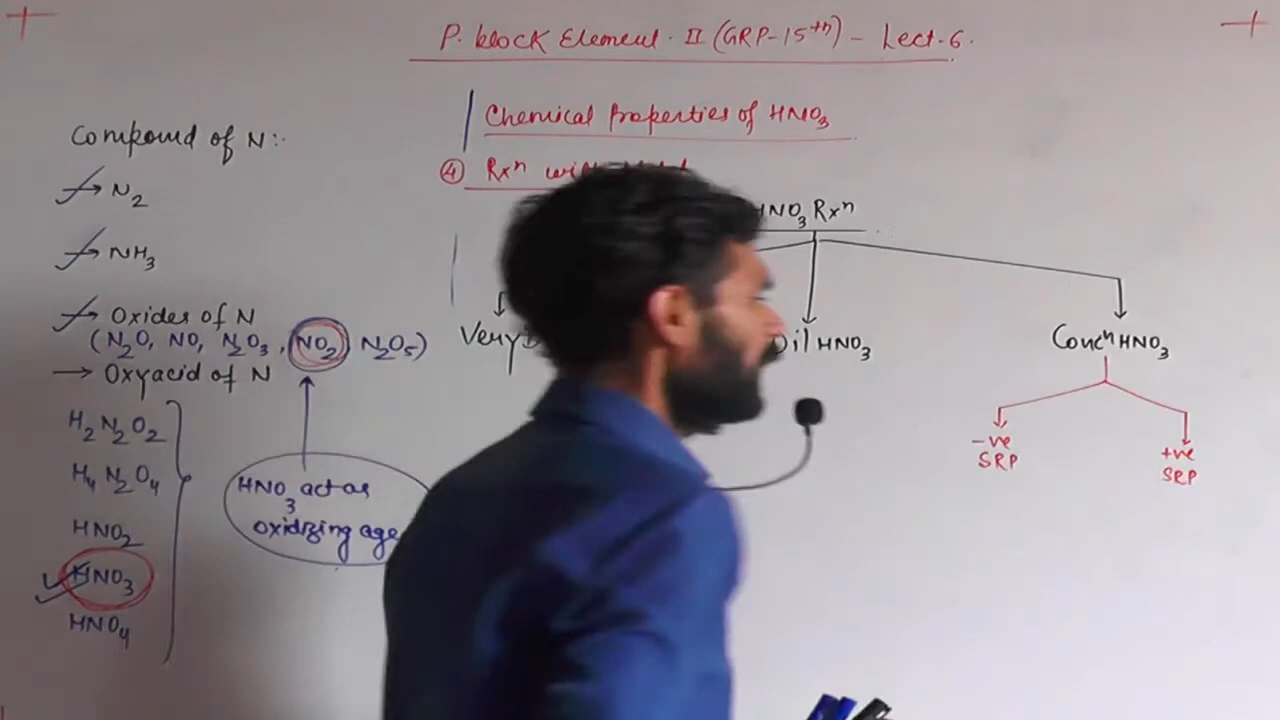 P. block Element. II (GRP-15th) - Lect. 6.
Compound of N:-
→ N2
→ NH3
→ Oxides of N
(N2O, NO, N2O3, NO2 N2O5)
→ Oxyacid of N
H2N2O2
H4N2O4
HNO2
HNO3
HNO4
HNO3 act as
oxidizing age
Chemical Properties of HNO3
④ Rxn
HNO3 Rxn
Very
Dil HNO3
Concn HNO3
-ve
SRP
+ve
SRP